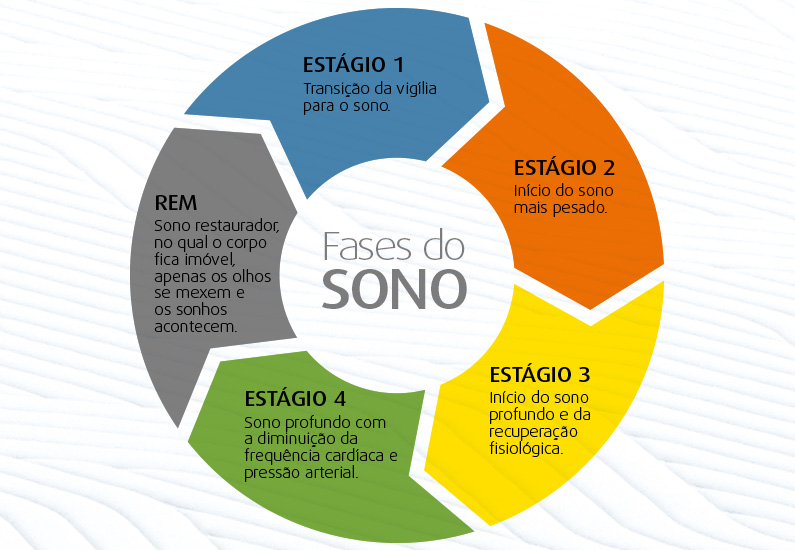 ESTÁGIO 1
Transição da vigília
para o sono.
ESTÁGIO 2
Início do sono
mais pesado.
ESTÁGIO 3
Início do sono
profundo e da
recuperação
fisiológica.
ESTÁGIO 4
Sono profundo com
a diminuição da
frequência cardíaca e
pressão arterial.
REM
Sono restaurador,
no qual o corpo
fica imóvel,
apenas os olhos
se mexem e
os sonhos
acontecem.
Fases do
SONO